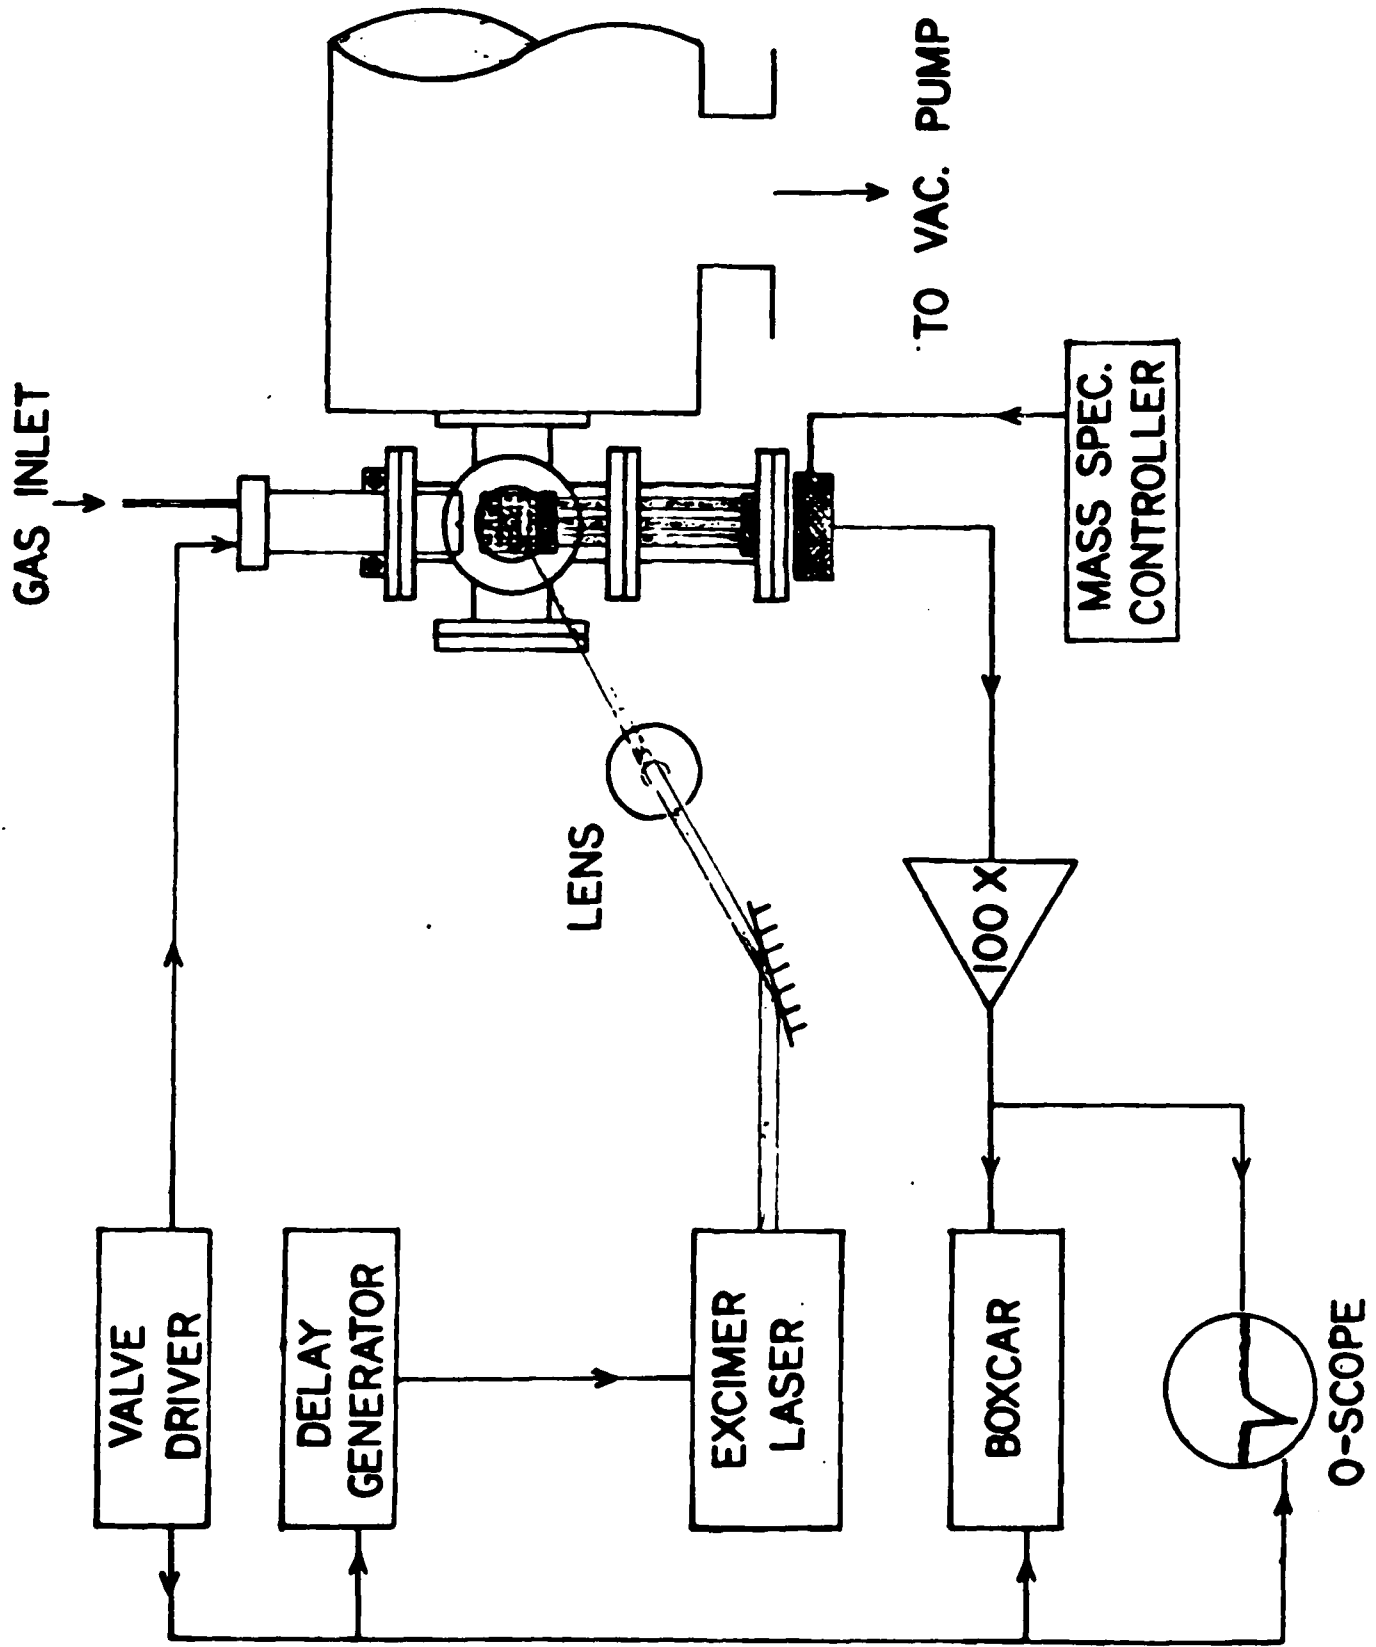 GAS INLET
TO VAC. PUMP
MASS SPEC.
CONTROLLER
LENS
100 X
VALVE
DRIVER
DELAY
GENERATOR
EXCIMER
LASER
BOXCAR
O-SCOPE